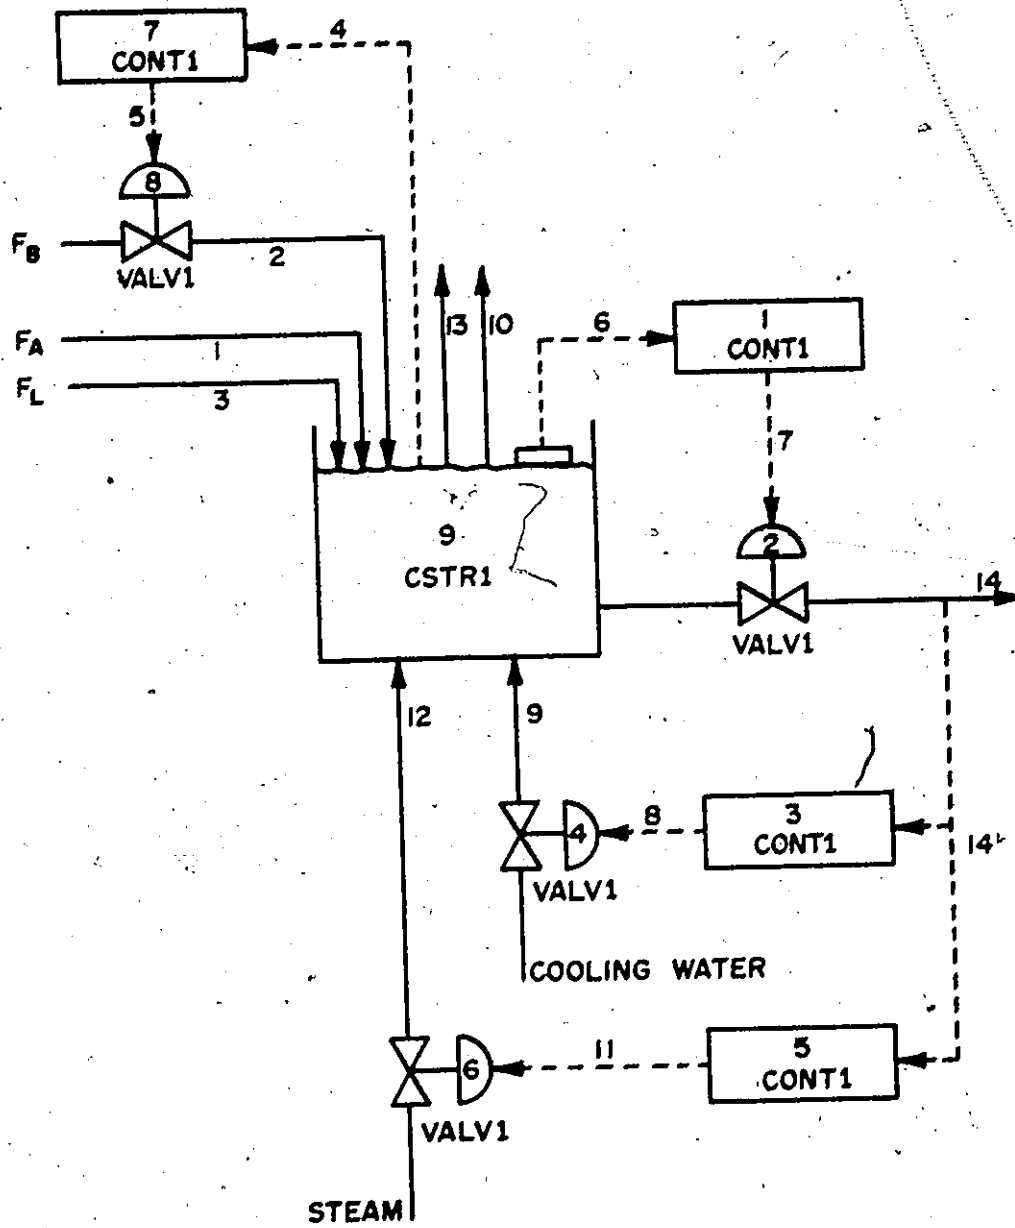 7
CONT1
4
5
8
F_B
2
VALV1
F_A
1
F_L
3
13
10
6
1
CONT1
7
9
CSTR1
2
14
VALV1
12
9
3
CONT1
8
4
14
VALV1
COOLING WATER
5
CONT1
11
6
VALV1
STEAM